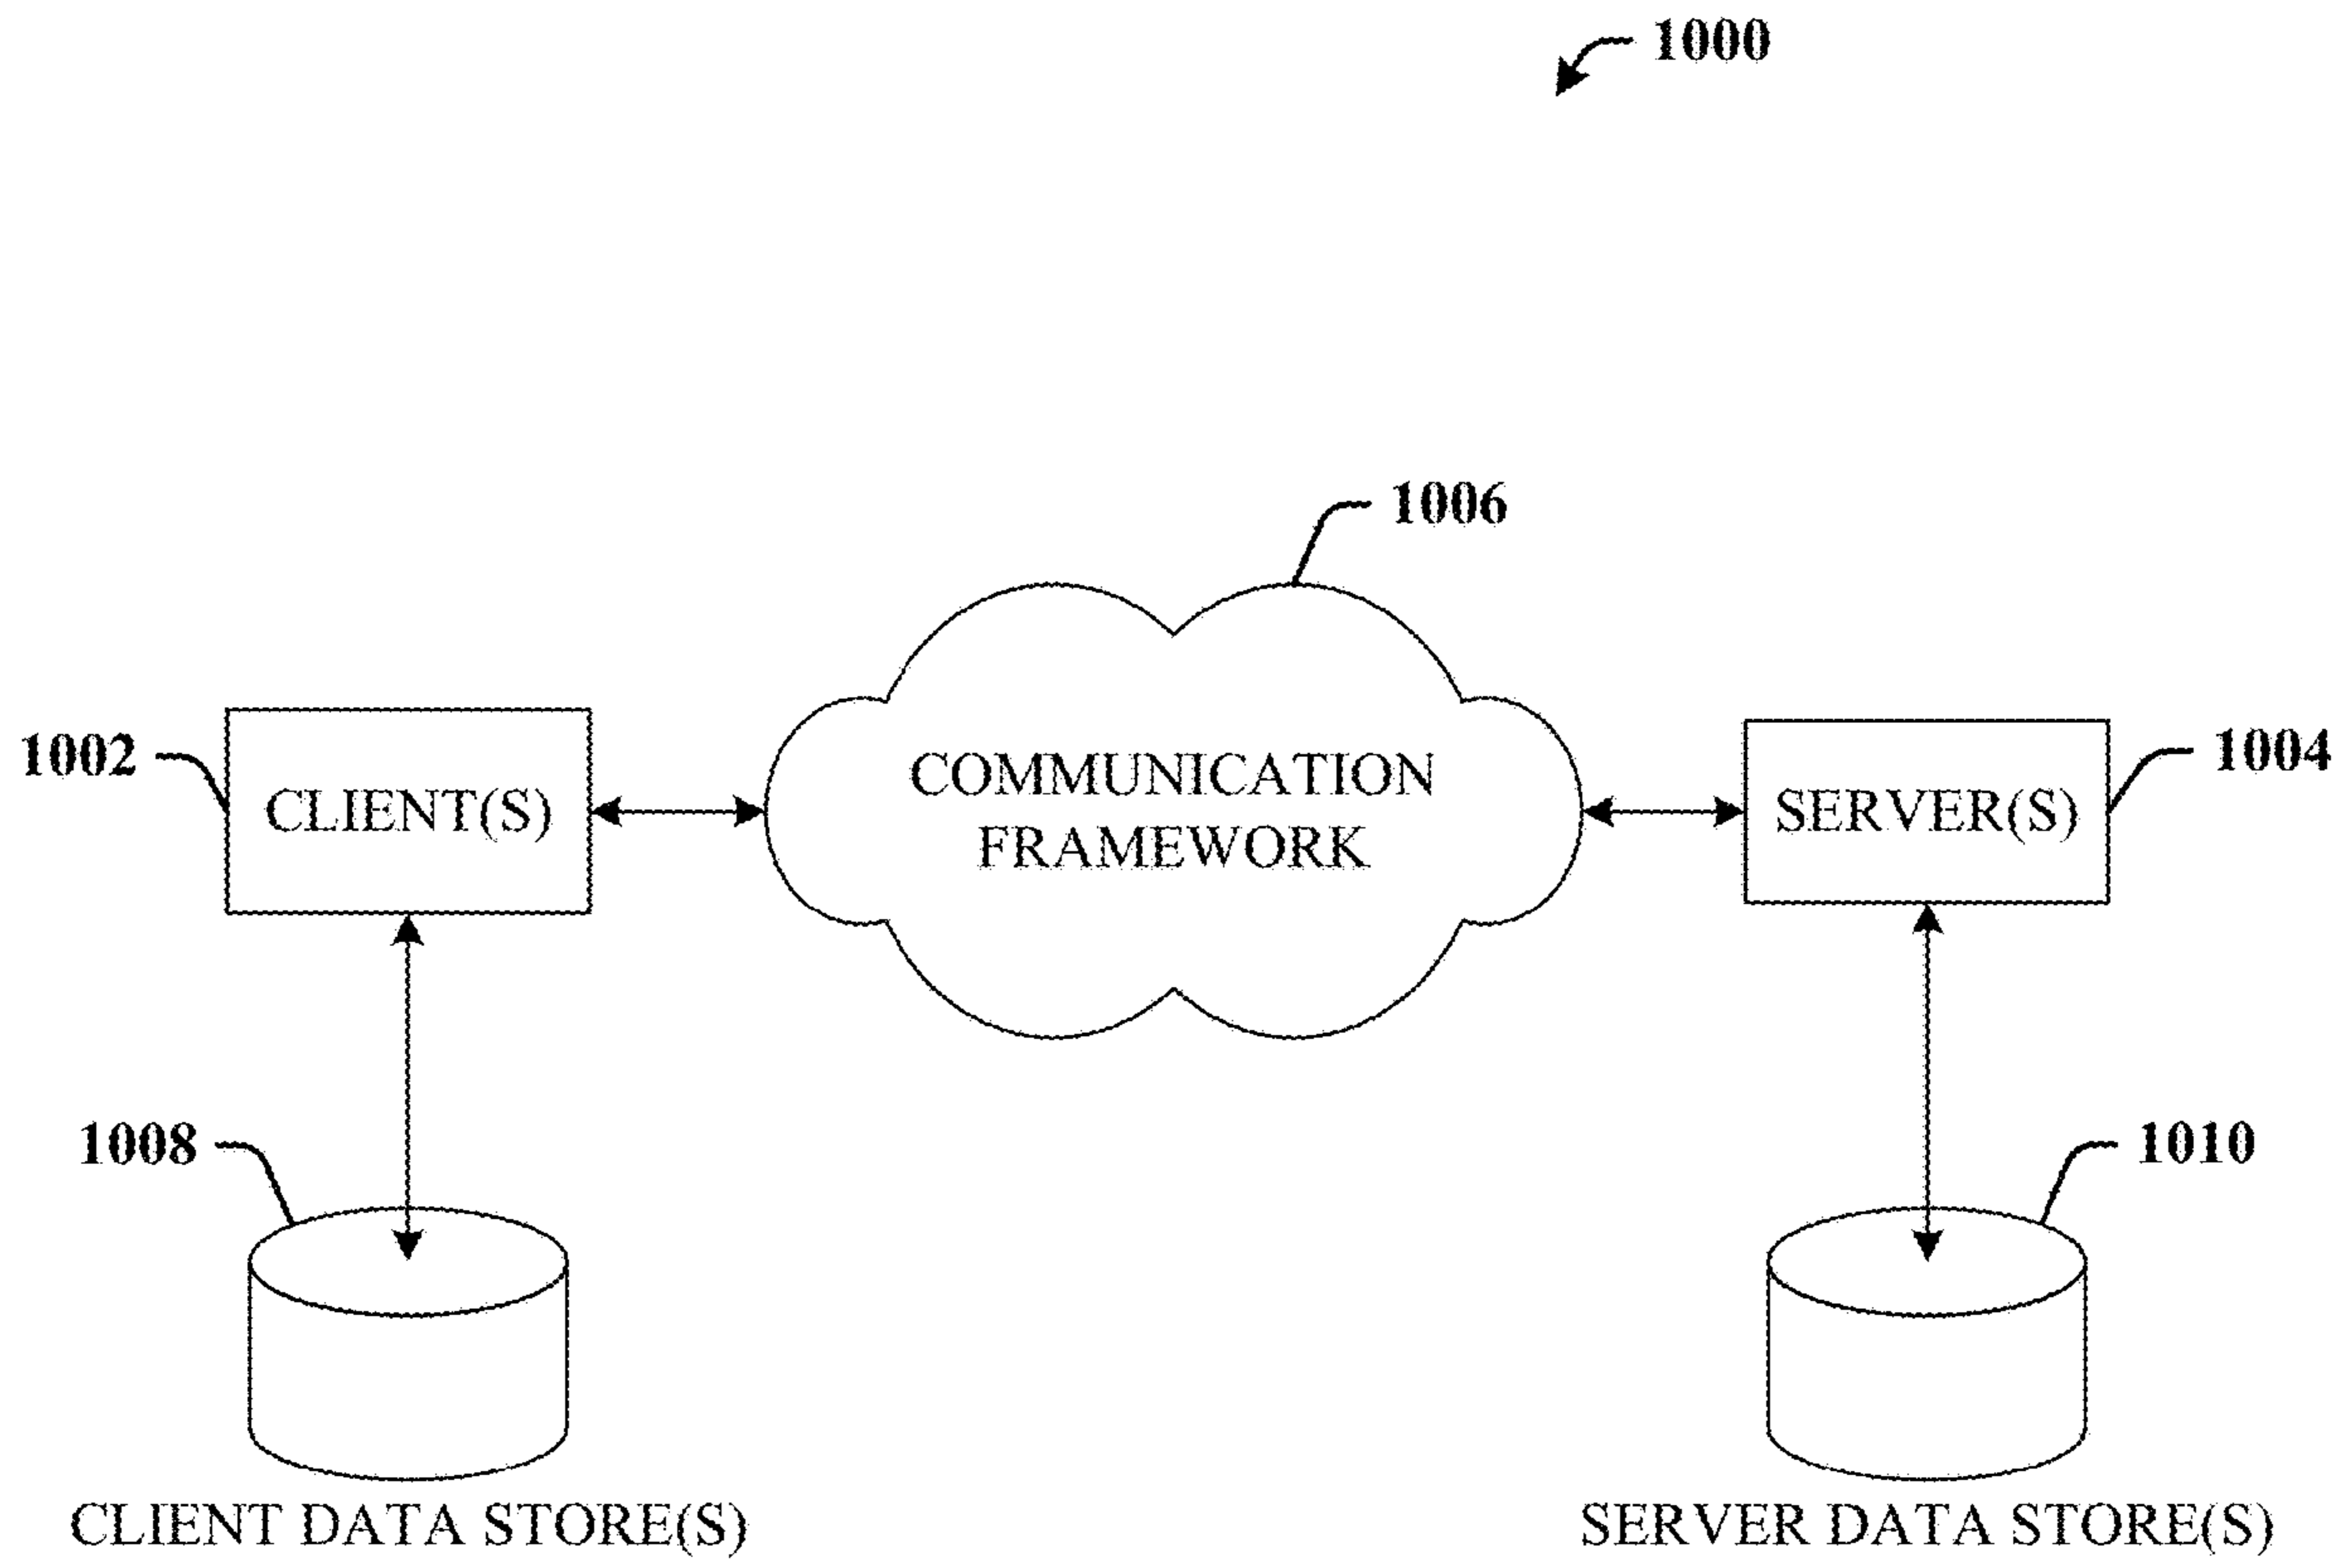 1000
1006
COMMUNICATION
FRAMEWORK
1002
CLIENT(S)
SERVER(S)
1004
1008
1010
CLIENT DATA STORE(S)
SERVER DATA STORE(S)